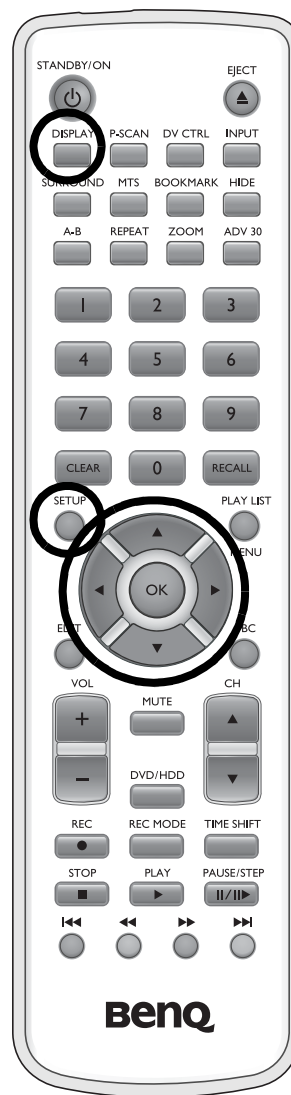 STANDBY/ON EJECT
DISPLAY P-SCAN DV CTRL INPUT
SURROUND MTS BOOKMARK HIDE
A-B REPEAT ZOOM ADV 30
1 2 3
4 5 6
7 8 9
CLEAR 0 RECALL
SETUP PLAY LIST
MENU
OK
EDIT
VOL CH
MUTE
+
−
DVD/HDD
REC REC MODE TIME SHIFT
STOP PLAY PAUSE/STEP
BenQ